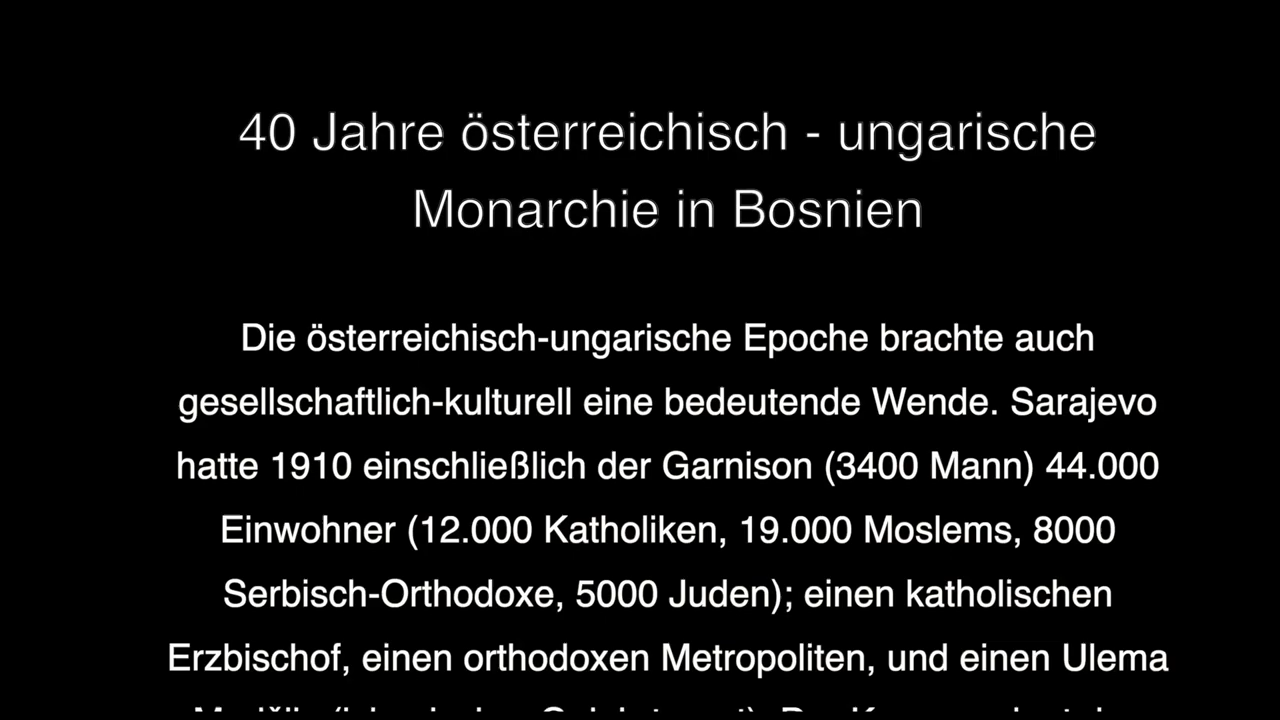 40 Jahre österreichisch - ungarische
Monarchie in Bosnien
Die österreichisch-ungarische Epoche brachte auch
gesellschaftlich-kulturell eine bedeutende Wende. Sarajevo
hatte 1910 einschließlich der Garnison (3400 Mann) 44.000
Einwohner (12.000 Katholiken, 19.000 Moslems, 8000
Serbisch-Orthodoxe, 5000 Juden); einen katholischen
Erzbischof, einen orthodoxen Metropoliten, und einen Ulema